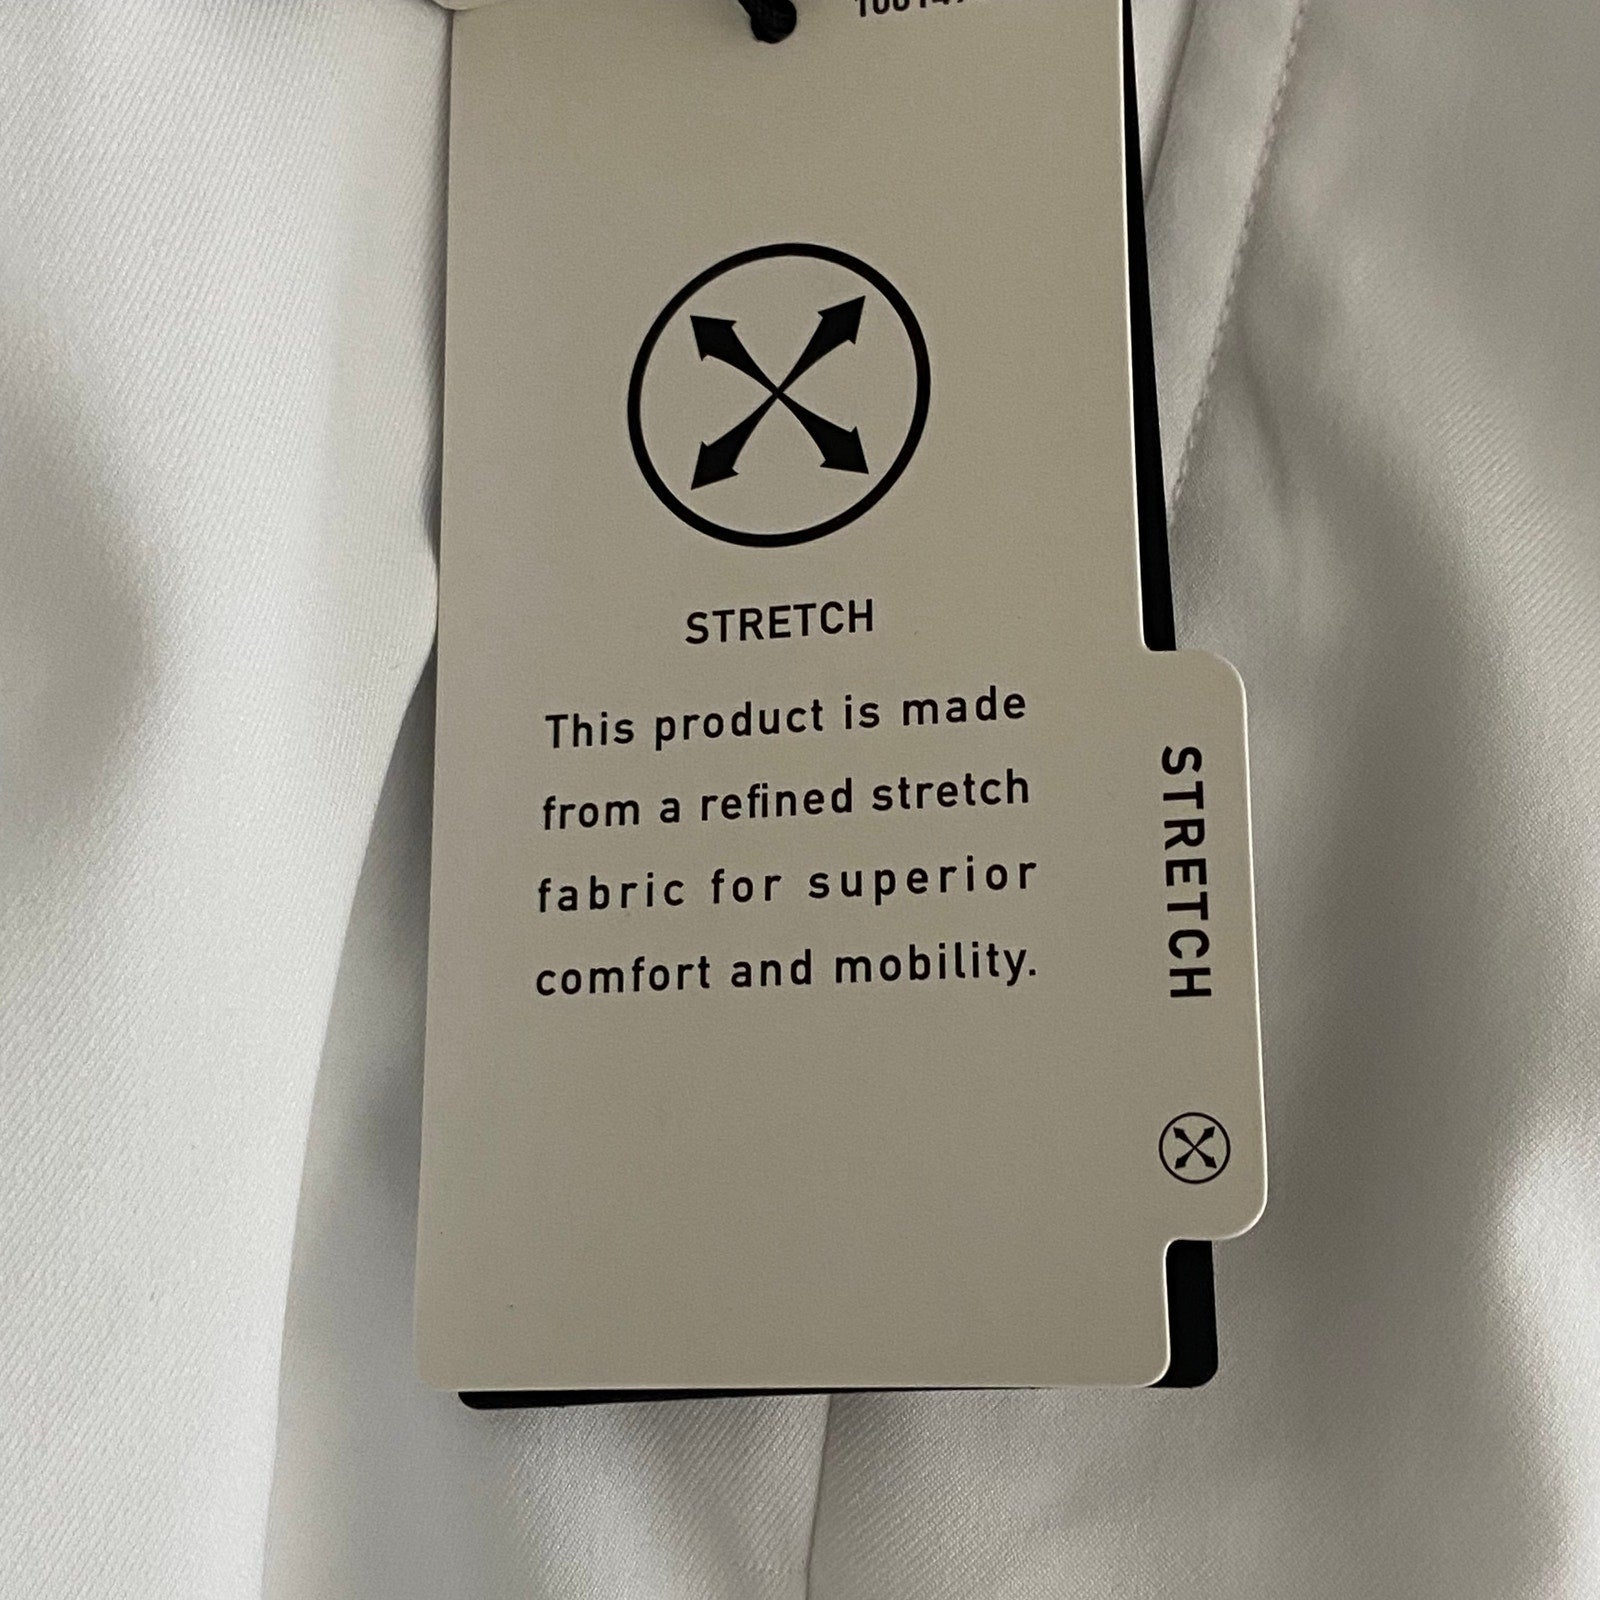 STRETCH
This product is made
from a refined stretch
fabric for superior
comfort and mobility.
STRETCH